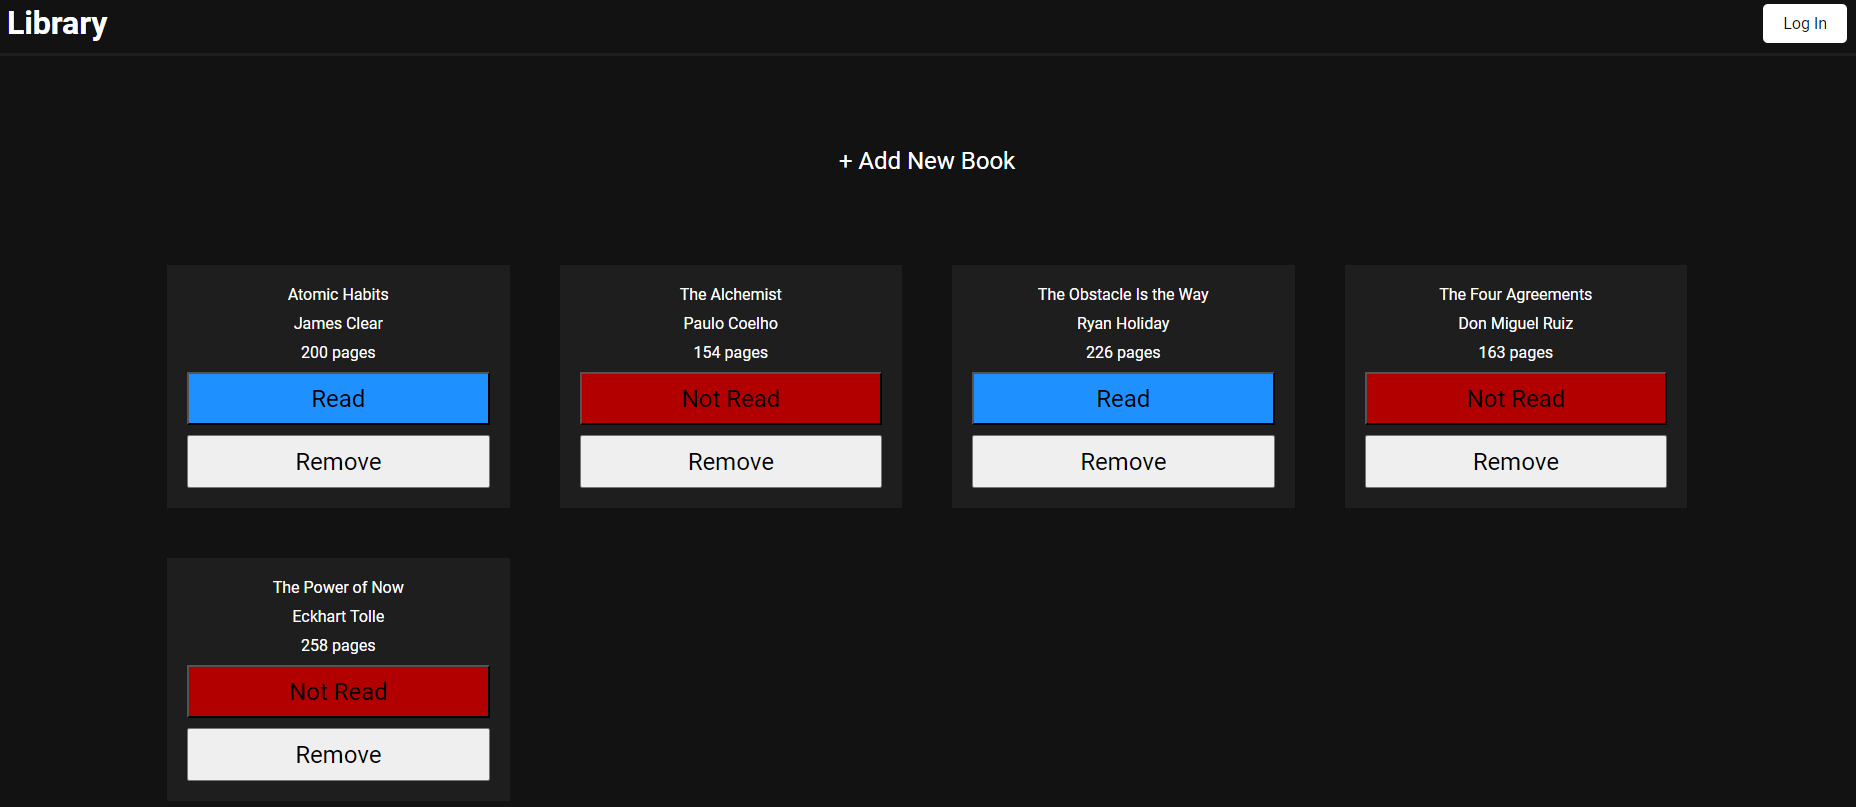 Library
Log In
+ Add New Book
Atomic Habits
James Clear
200 pages
Read
Remove
The Alchemist
Paulo Coelho
154 pages
Not Read
Remove
The Obstacle Is the Way
Ryan Holiday
226 pages
Read
Remove
The Four Agreements
Don Miguel Ruiz
163 pages
Not Read
Remove
The Power of Now
Eckhart Tolle
258 pages
Not Read
Remove